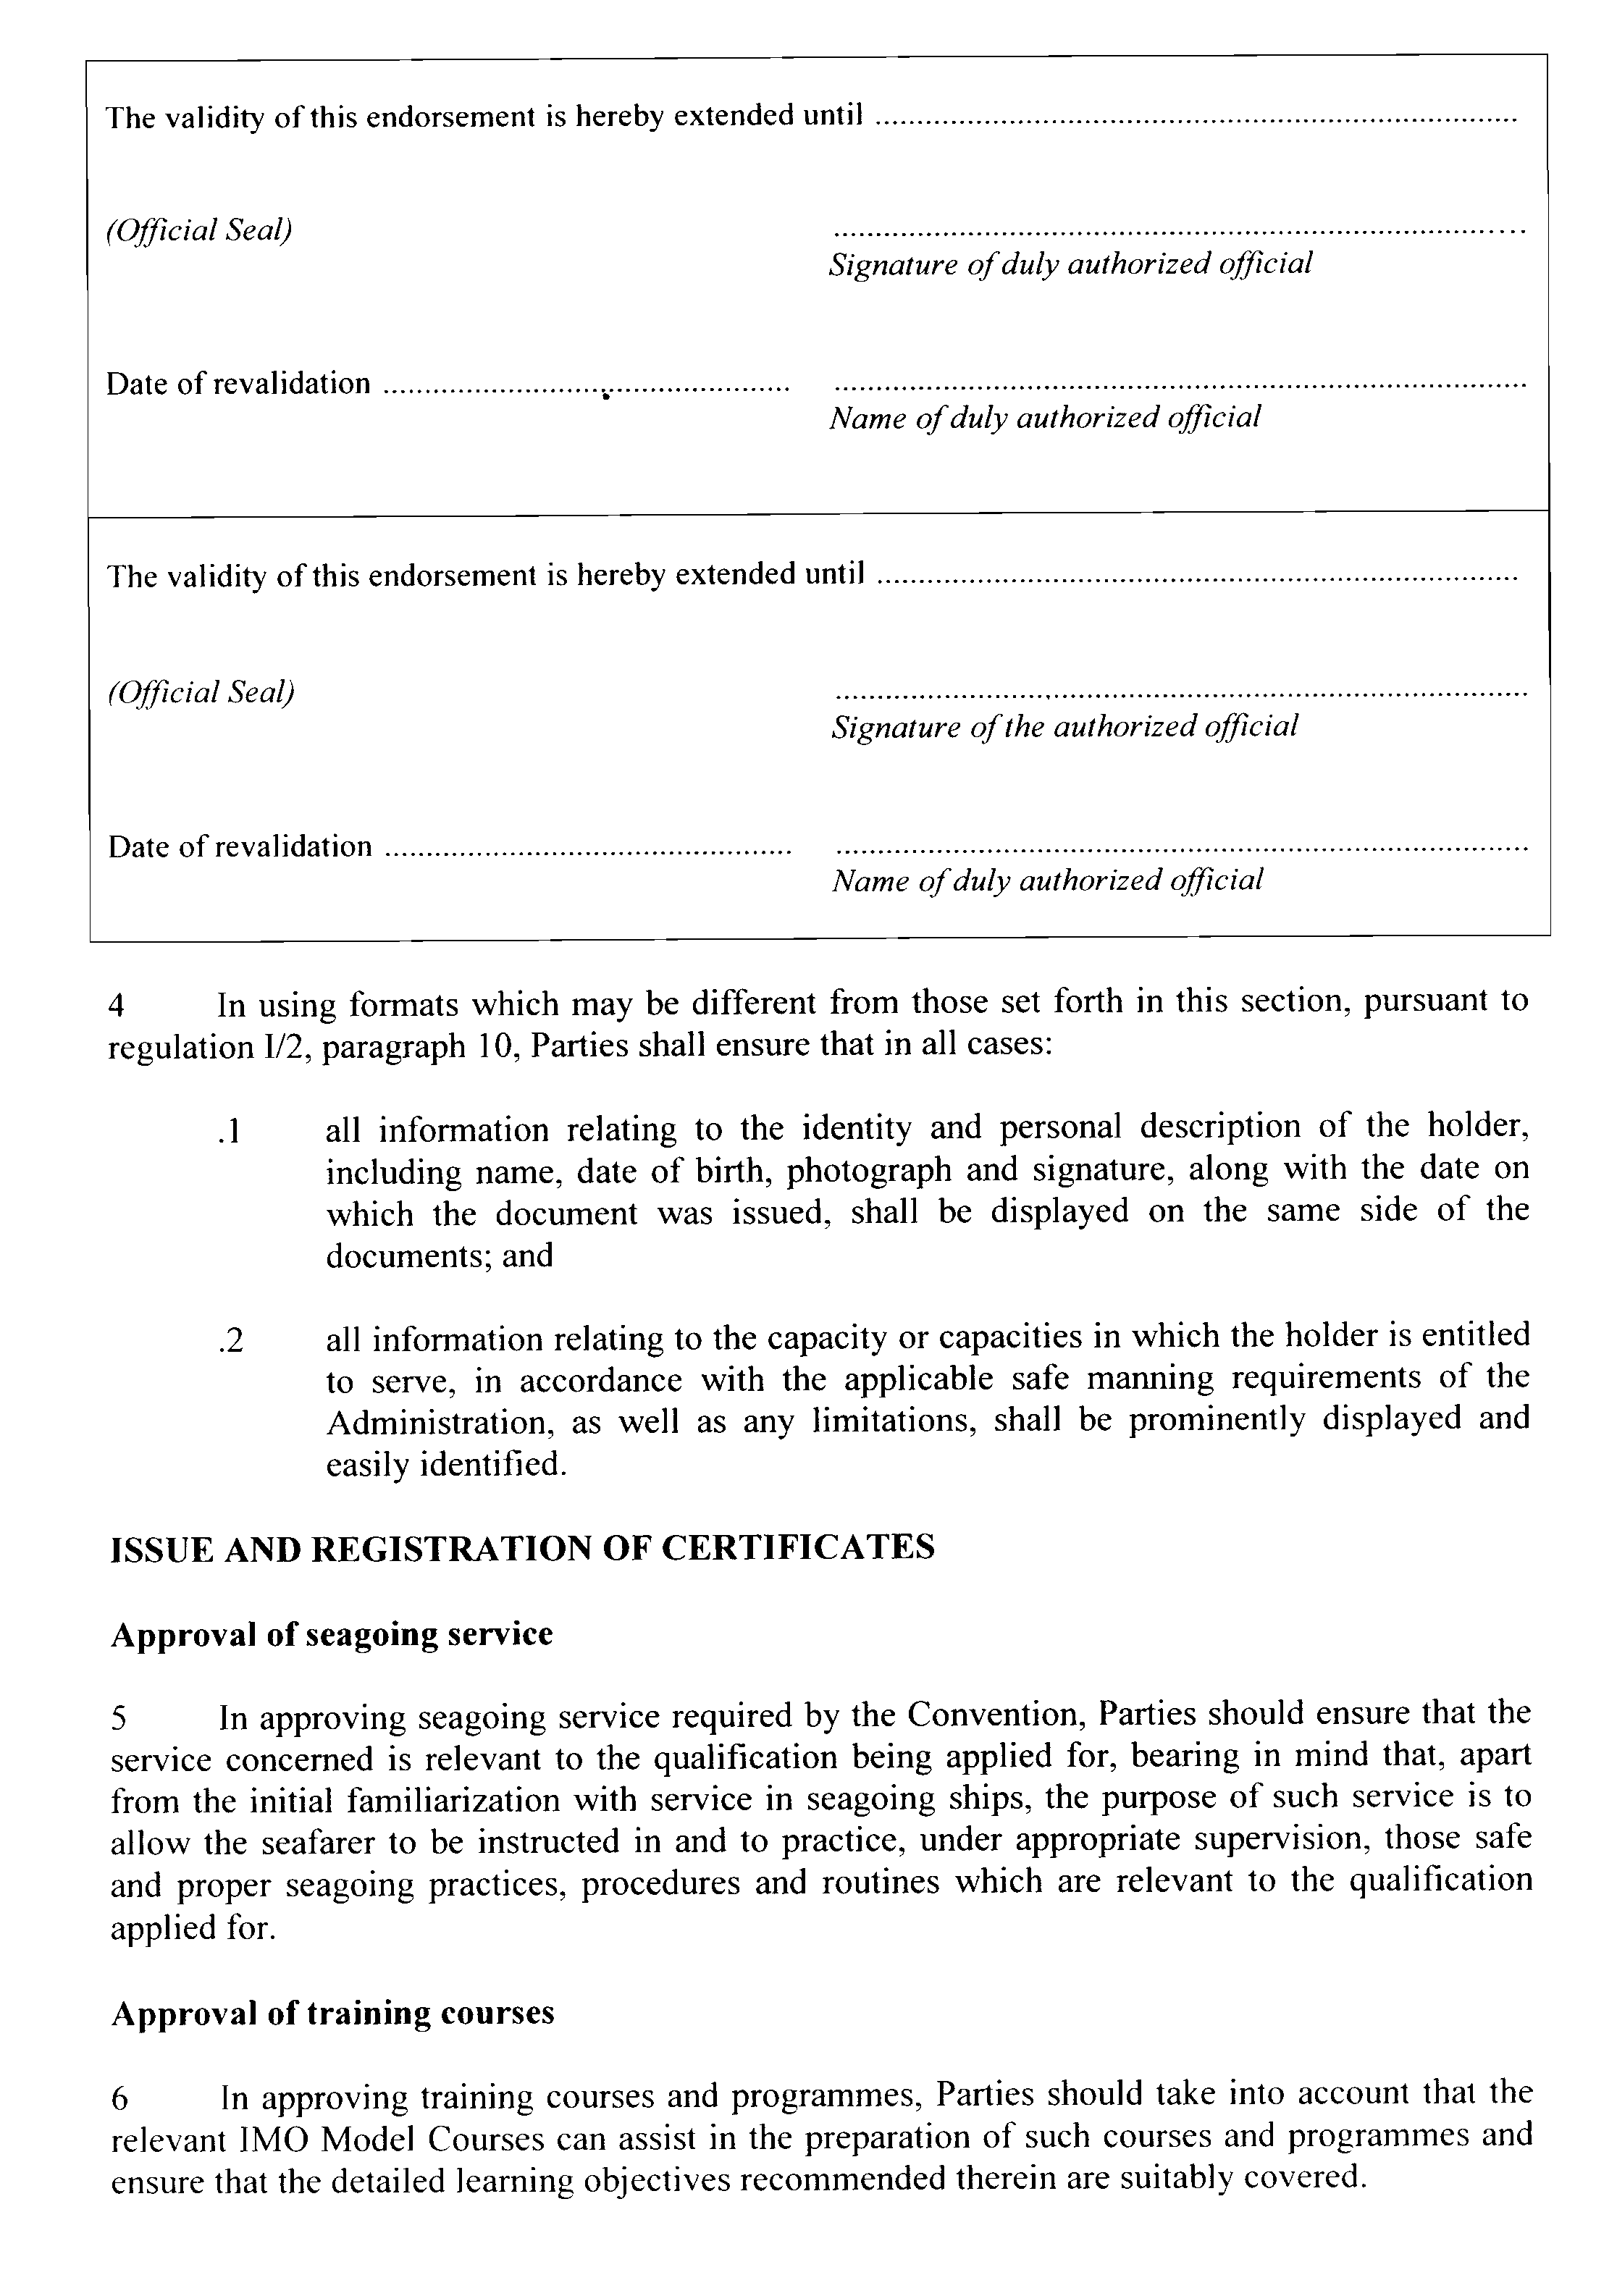 The validity of this endorsement is hereby extended until ................................................................................
(Official Seal)
................................................................................
Signature of duly authorized official
Date of revalidation ................................................ ................................................................................
Name of duly authorized official
The validity of this endorsement is hereby extended until ................................................................................
(Official Seal)
................................................................................
Signature of the authorized official
Date of revalidation ................................................ ................................................................................
Name of duly authorized official
4 In using formats which may be different from those set forth in this section, pursuant to
regulation I/2, paragraph 10, Parties shall ensure that in all cases:
.1 all information relating to the identity and personal description of the holder,
including name, date of birth, photograph and signature, along with the date on
which the document was issued, shall be displayed on the same side of the
documents; and
.2 all information relating to the capacity or capacities in which the holder is entitled
to serve, in accordance with the applicable safe manning requirements of the
Administration, as well as any limitations, shall be prominently displayed and
easily identified.
ISSUE AND REGISTRATION OF CERTIFICATES
Approval of seagoing service
5 In approving seagoing service required by the Convention, Parties should ensure that the
service concerned is relevant to the qualification being applied for, bearing in mind that, apart
from the initial familiarization with service in seagoing ships, the purpose of such service is to
allow the seafarer to be instructed in and to practice, under appropriate supervision, those safe
and proper seagoing practices, procedures and routines which are relevant to the qualification
applied for.
Approval of training courses
6 In approving training courses and programmes, Parties should take into account that the
relevant IMO Model Courses can assist in the preparation of such courses and programmes and
ensure that the detailed learning objectives recommended therein are suitably covered.